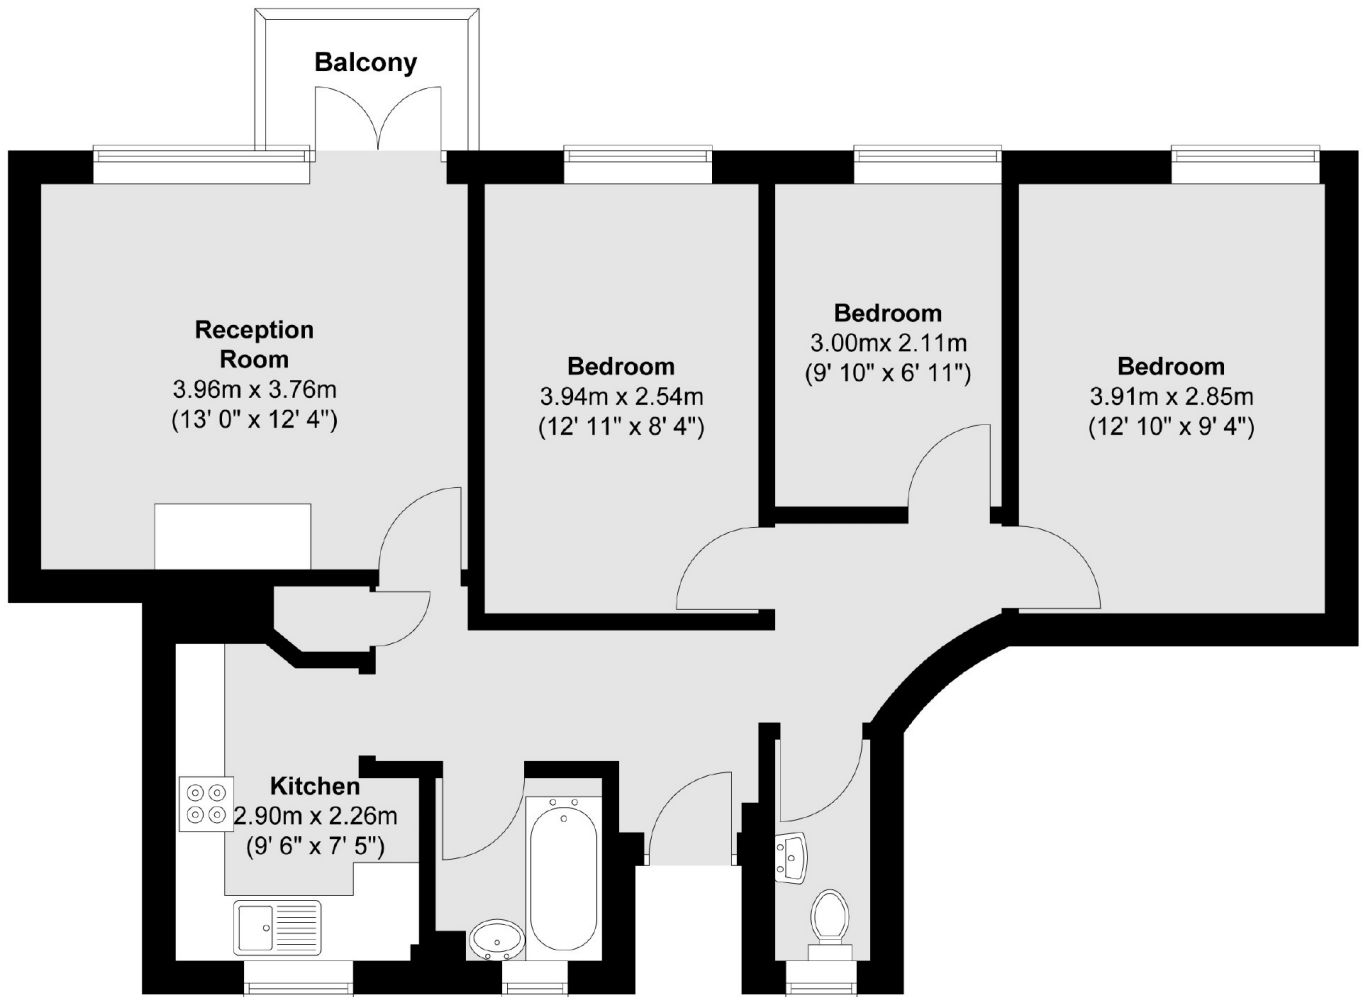 Balcony
Reception
Room
3.96m x 3.76m
(13' 0" x 12' 4")
Bedroom
3.94m x 2.54m
(12' 11" x 8' 4")
Bedroom
3.00mx 2.11m
(9' 10" x 6' 11")
Bedroom
3.91m x 2.85m
(12' 10" x 9' 4")
Kitchen
2.90m x 2.26m
(9' 6" x 7' 5")